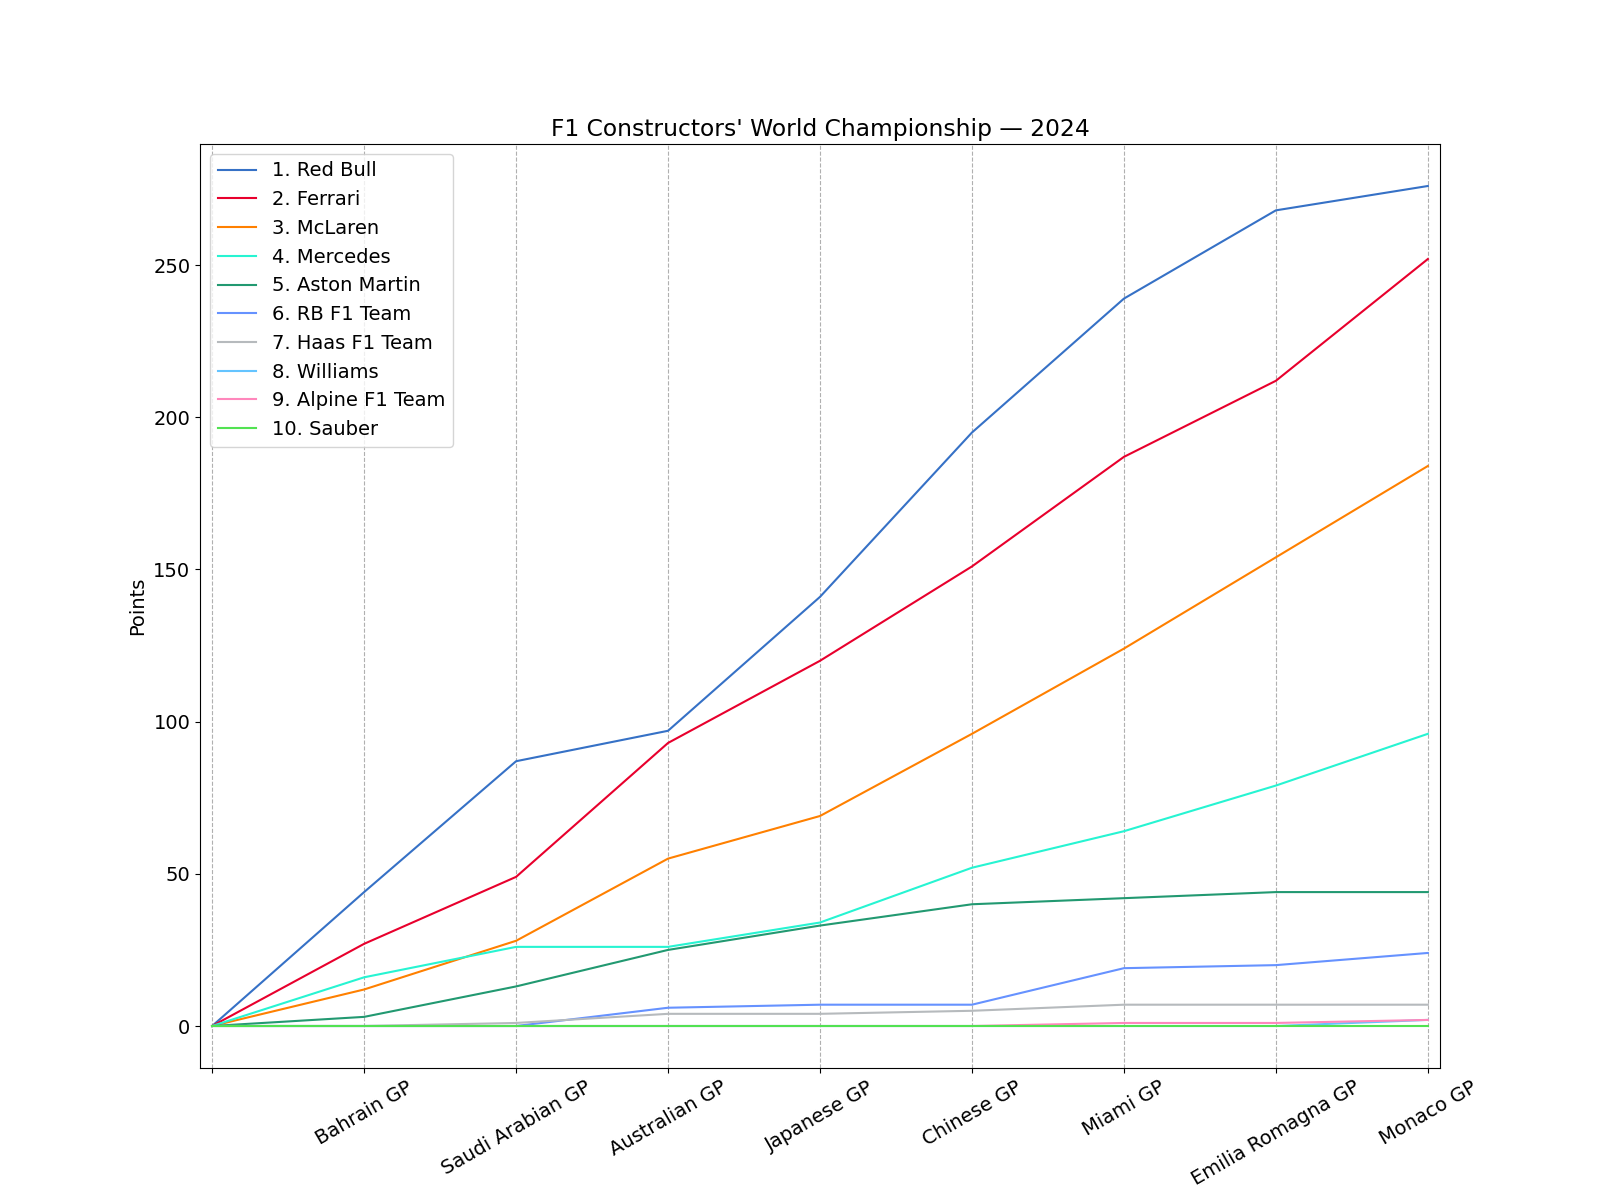 F1 Constructors' World Championship — 2024
1. Red Bull
2. Ferrari
3. McLaren
4. Mercedes
5. Aston Martin
6. RB F1 Team
7. Haas F1 Team
8. Williams
9. Alpine F1 Team
10. Sauber
Points
250
200
150
100
50
0
Bahrain GP
Saudi Arabian GP
Australian GP
Japanese GP
Chinese GP
Miami GP
Emilia Romagna GP
Monaco GP